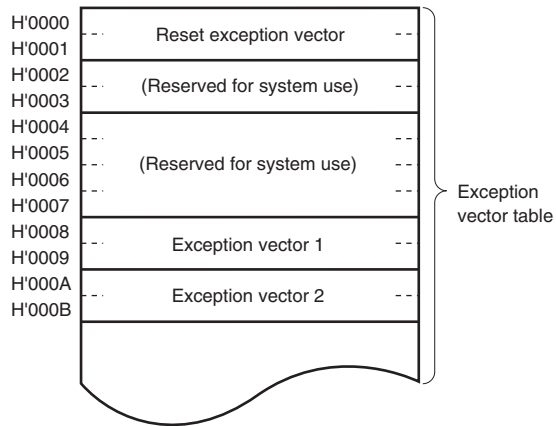 H'0000
Reset exception vector
H'0001
H'0002
(Reserved for system use)
H'0003
H'0004
H'0005
(Reserved for system use)
H'0006
H'0007
H'0008
Exception vector 1
H'0009
H'000A
Exception vector 2
H'000B
Exception
vector table